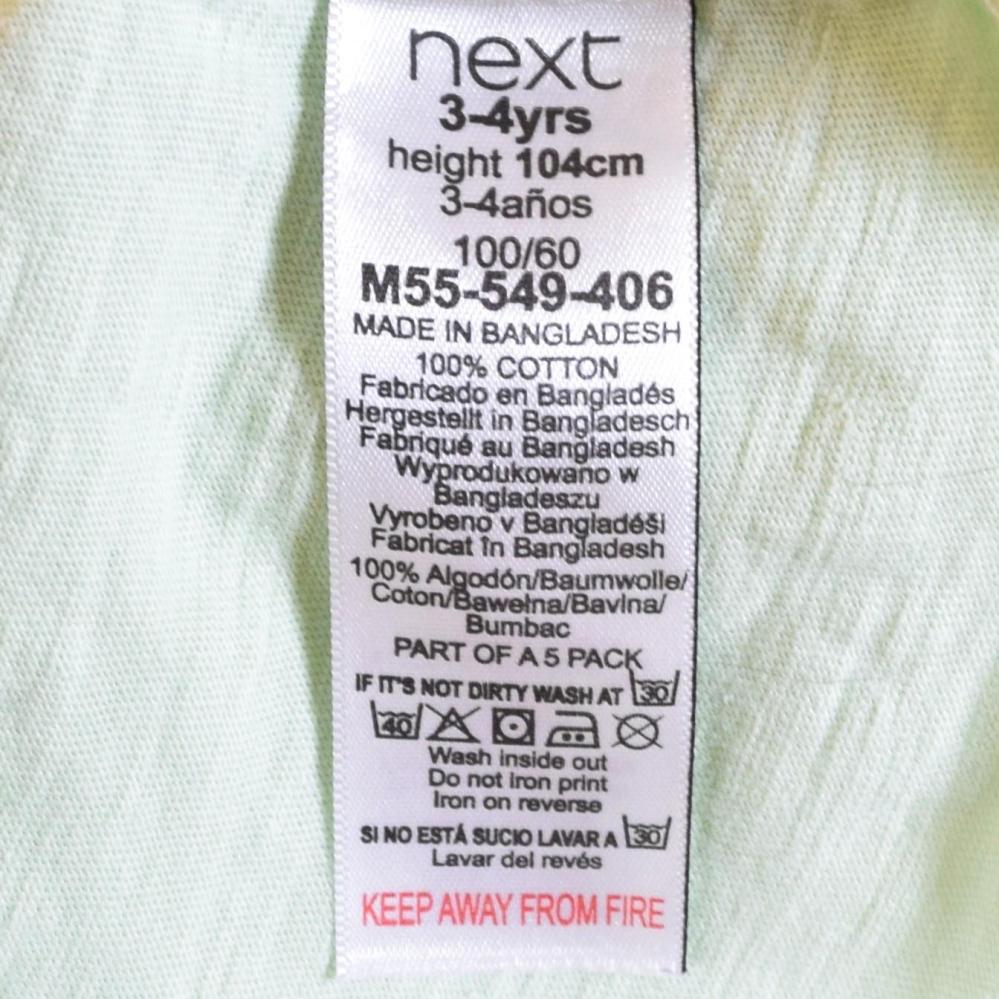 next
3-4yrs
height 104cm
3-4años
100/60
M55-549-406
MADE IN BANGLADESH
100% COTTON
Fabricado en Bangladés
Hergestellt in Bangladesch
Fabriqué au Bangladesh
Wyprodukowano w
Bangladeszu
Vyrobeno v Bangladéši
Fabricat în Bangladesh
100% Algodón/Baumwolle/
Coton/Bawełna/Bavlna/
Bumbac
PART OF A 5 PACK
IF IT'S NOT DIRTY WASH AT 30
40
Wash inside out
Do not iron print
Iron on reverse
SI NO ESTÁ SUCIO LAVAR A 30
Lavar del revés
KEEP AWAY FROM FIRE